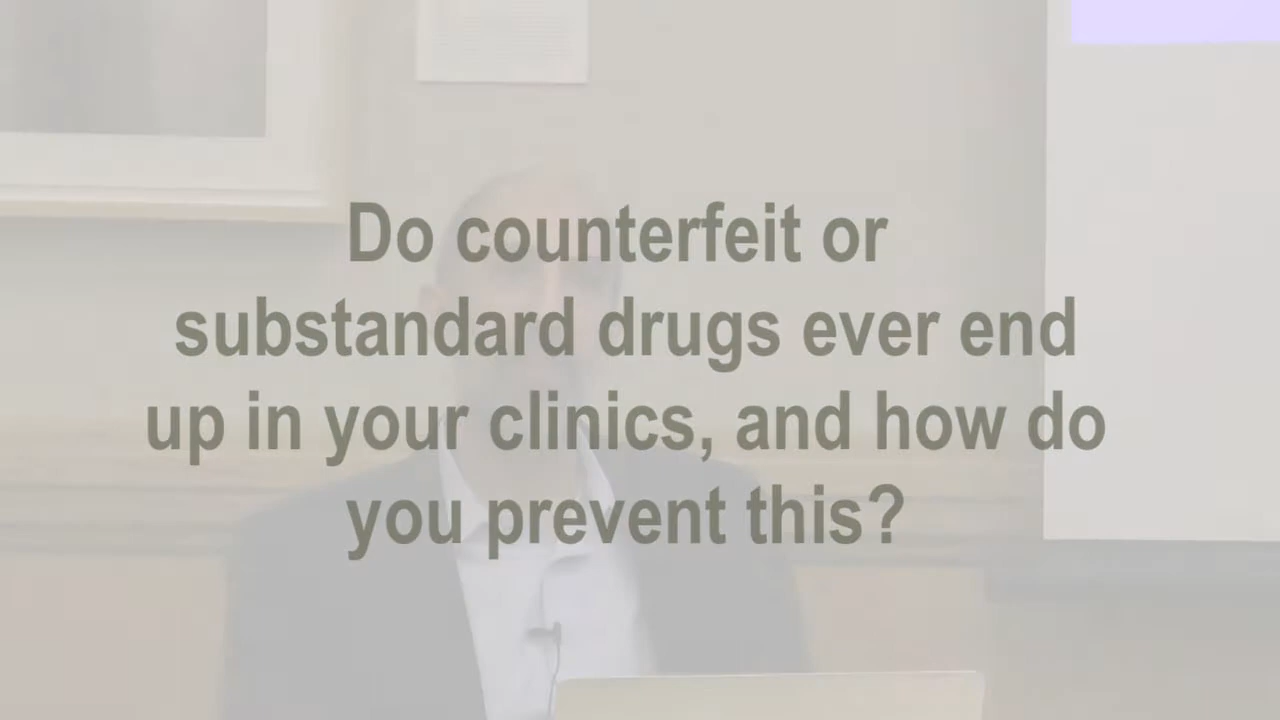 Do counterfeit or
substandard drugs ever end
up in your clinics, and how do
you prevent this?